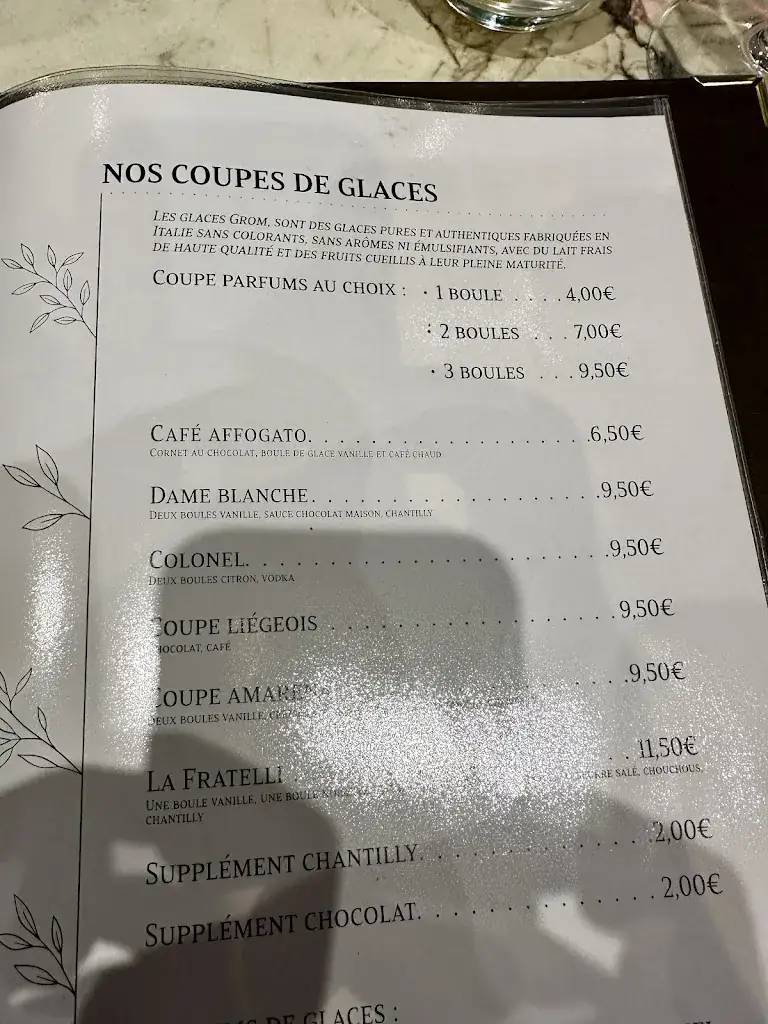 NOS COUPES DE GLACES
LES GLACES GROM, SONT DES GLACES PURES ET AUTHENTIQUES FABRIQUÉES EN
ITALIE SANS COLORANTS, SANS ARÔMES NI ÉMULSIFIANTS, AVEC DU LAIT FRAIS
DE HAUTE QUALITÉ ET DES FRUITS CUEILLIS À LEUR PLEINE MATURITÉ.
COUPE PARFUMS AU CHOIX : · 1 BOULE . . . . 4,00€
· 2 BOULES . . . 7,00€
· 3 BOULES . . . 9,50€
CAFÉ AFFOGATO. . . . . . . . . . . . . . . . . . .6,50€
CORNET AU CHOCOLAT, BOULE DE GLACE VANILLE ET CAFÉ CHAUD
DAME BLANCHE. . . . . . . . . . . . . . . . . . .9,50€
DEUX BOULES VANILLE, SAUCE CHOCOLAT MAISON, CHANTILLY
COLONEL. . . . . . . . . . . . . . . . . . . . . . .9,50€
DEUX BOULES CITRON, VODKA
COUPE LIÉGEOIS . . . . . . . . . . . . . . . . . . 9,50€
CHOCOLAT, CAFÉ
COUPE AMARENA . . . .9,50€
DEUX BOULES VANILLE,
LA FRATELLI . . . 11,50€
UNE BOULE VANILLE, UNE BOULE SALÉ, CHOUCHOUS,
CHANTILLY
SUPPLÉMENT CHANTILLY. . . . . . . . . . . . .2,00€
SUPPLÉMENT CHOCOLAT. . . . . . . . . . . . . 2,00€
DE GLACES :